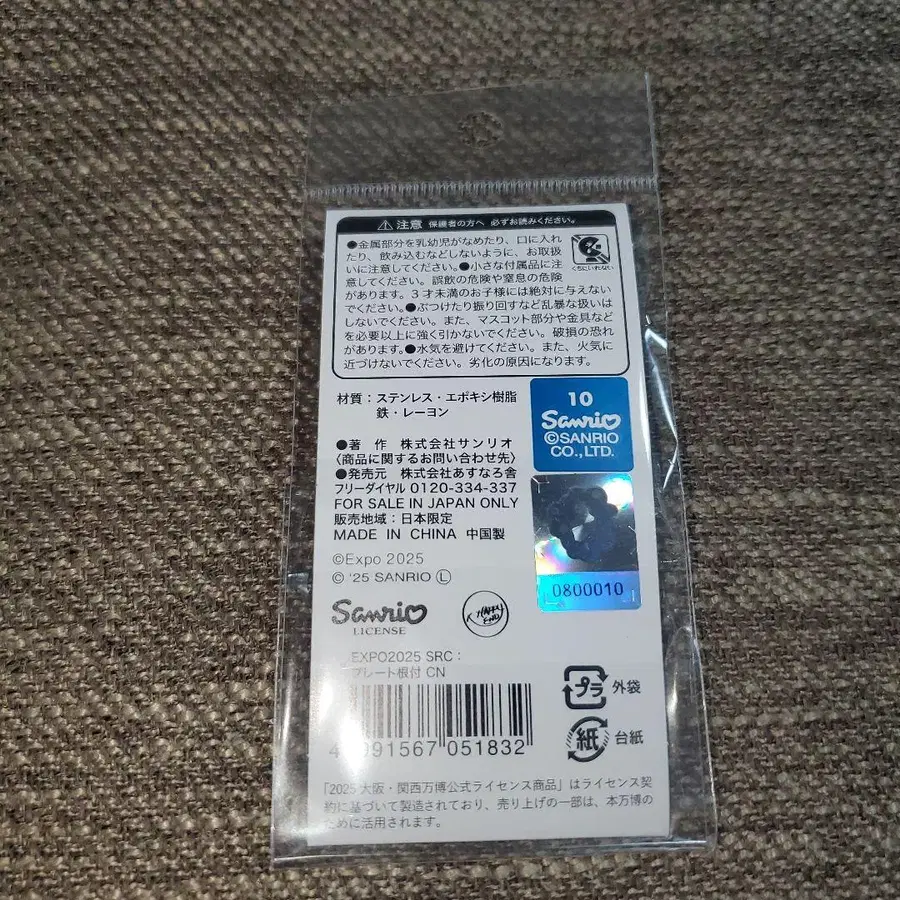 ⚠注意 保護者の方へ 必ずお読みください。
●金属部分を乳幼児がなめたり、口に入れ
たり、飲み込むなどしないように、お取扱
いに注意してください。●小さな付属品に注
意してください。誤飲の危険や窒息の危険
があります。3才未満のお子様には絶対に与えない
でください。●ぶつけたり振り回すなど乱暴な扱いは
しないでください。また、マスコット部分や金具など
を必要以上に強く引かないでください。破損の恐れ
があります。●水気を避けてください。また、火気に
近づけないでください。劣化の原因になります。
くちにいれない
材質:ステンレス・エポキシ樹脂
鉄・レーヨン
10
Sanrio
©SANRIO
CO.,LTD.
●著 作 株式会社サンリオ
〈商品に関するお問い合わせ先〉
●発売元 株式会社あすなろ舎
フリーダイヤル 0120-334-337
FOR SALE IN JAPAN ONLY
販売地域:日本限定
MADE IN CHINA 中国製
0800010
©Expo 2025
© '25 SANRIO Ⓛ
Sanrio
LICENSE
HAPPY
END
EXPO2025 SRC:
プレート根付 CN
プラ 外袋
紙 台紙
991567 051832
「2025 大阪・関西万博公式ライセンス商品」はライセンス契
約に基づいて製造されており、売り上げの一部は、本万博の
ために活用されます。